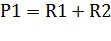 P1 = R1 + R2